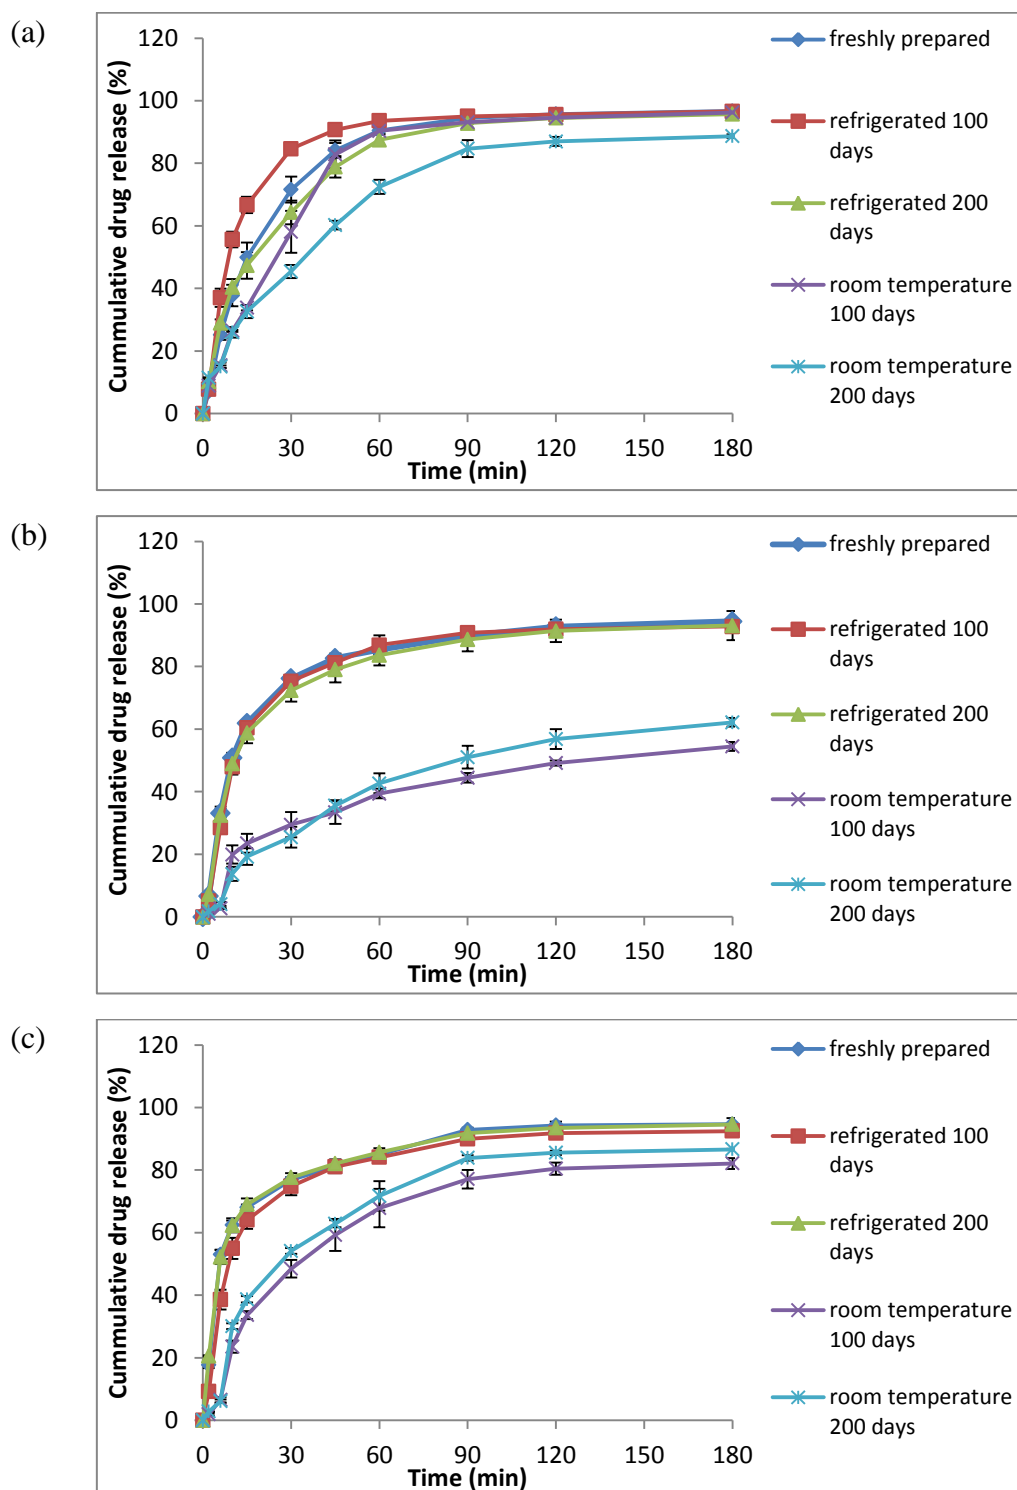 (a)
120
100
80
60
40
20
0
Cummulative drug release (%)
0 30 60 90 120 150 180
Time (min)
freshly prepared
refrigerated 100
days
refrigerated 200
days
room temperature
100 days
room temperature
200 days
(b)
120
100
80
60
40
20
0
Cummulative drug release (%)
0 30 60 90 120 150 180
Time (min)
freshly prepared
refrigerated 100
days
refrigerated 200
days
room temperature
100 days
room temperature
200 days
(c)
120
100
80
60
40
20
0
Cummulative drug release (%)
0 30 60 90 120 150 180
Time (min)
freshly prepared
refrigerated 100
days
refrigerated 200
days
room temperature
100 days
room temperature
200 days